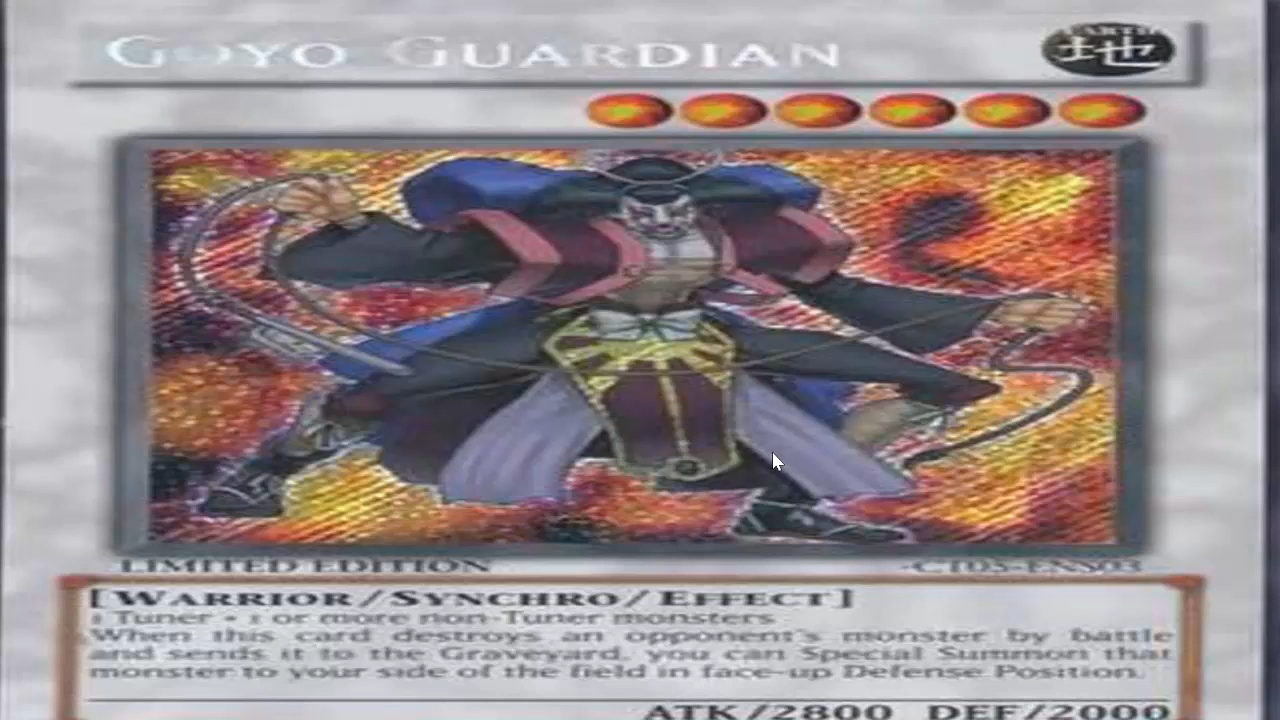 Goyo Guardian
EARTH
地
LIMITED EDITION
-CT05-ENS03
[Warrior/Synchro/Effect]
1 Tuner + 1 or more non-Tuner monsters
When this card destroys an opponent's monster by battle
and sends it to the Graveyard, you can Special Summon that
monster to your side of the field in face-up Defense Position.
ATK/2800 DEF/2000